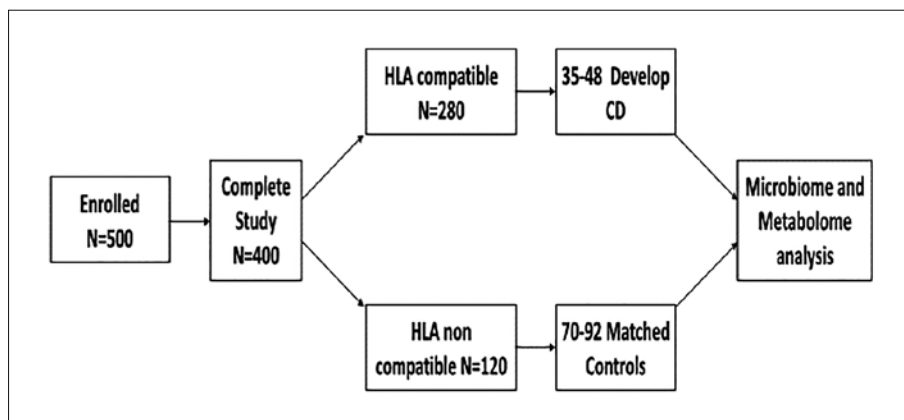 Enrolled
N=500
Complete
Study
N=400
HLA compatible
N=280
35-48 Develop
CD
HLA non
compatible N=120
70-92 Matched
Controls
Microbiome and
Metabolome
analysis